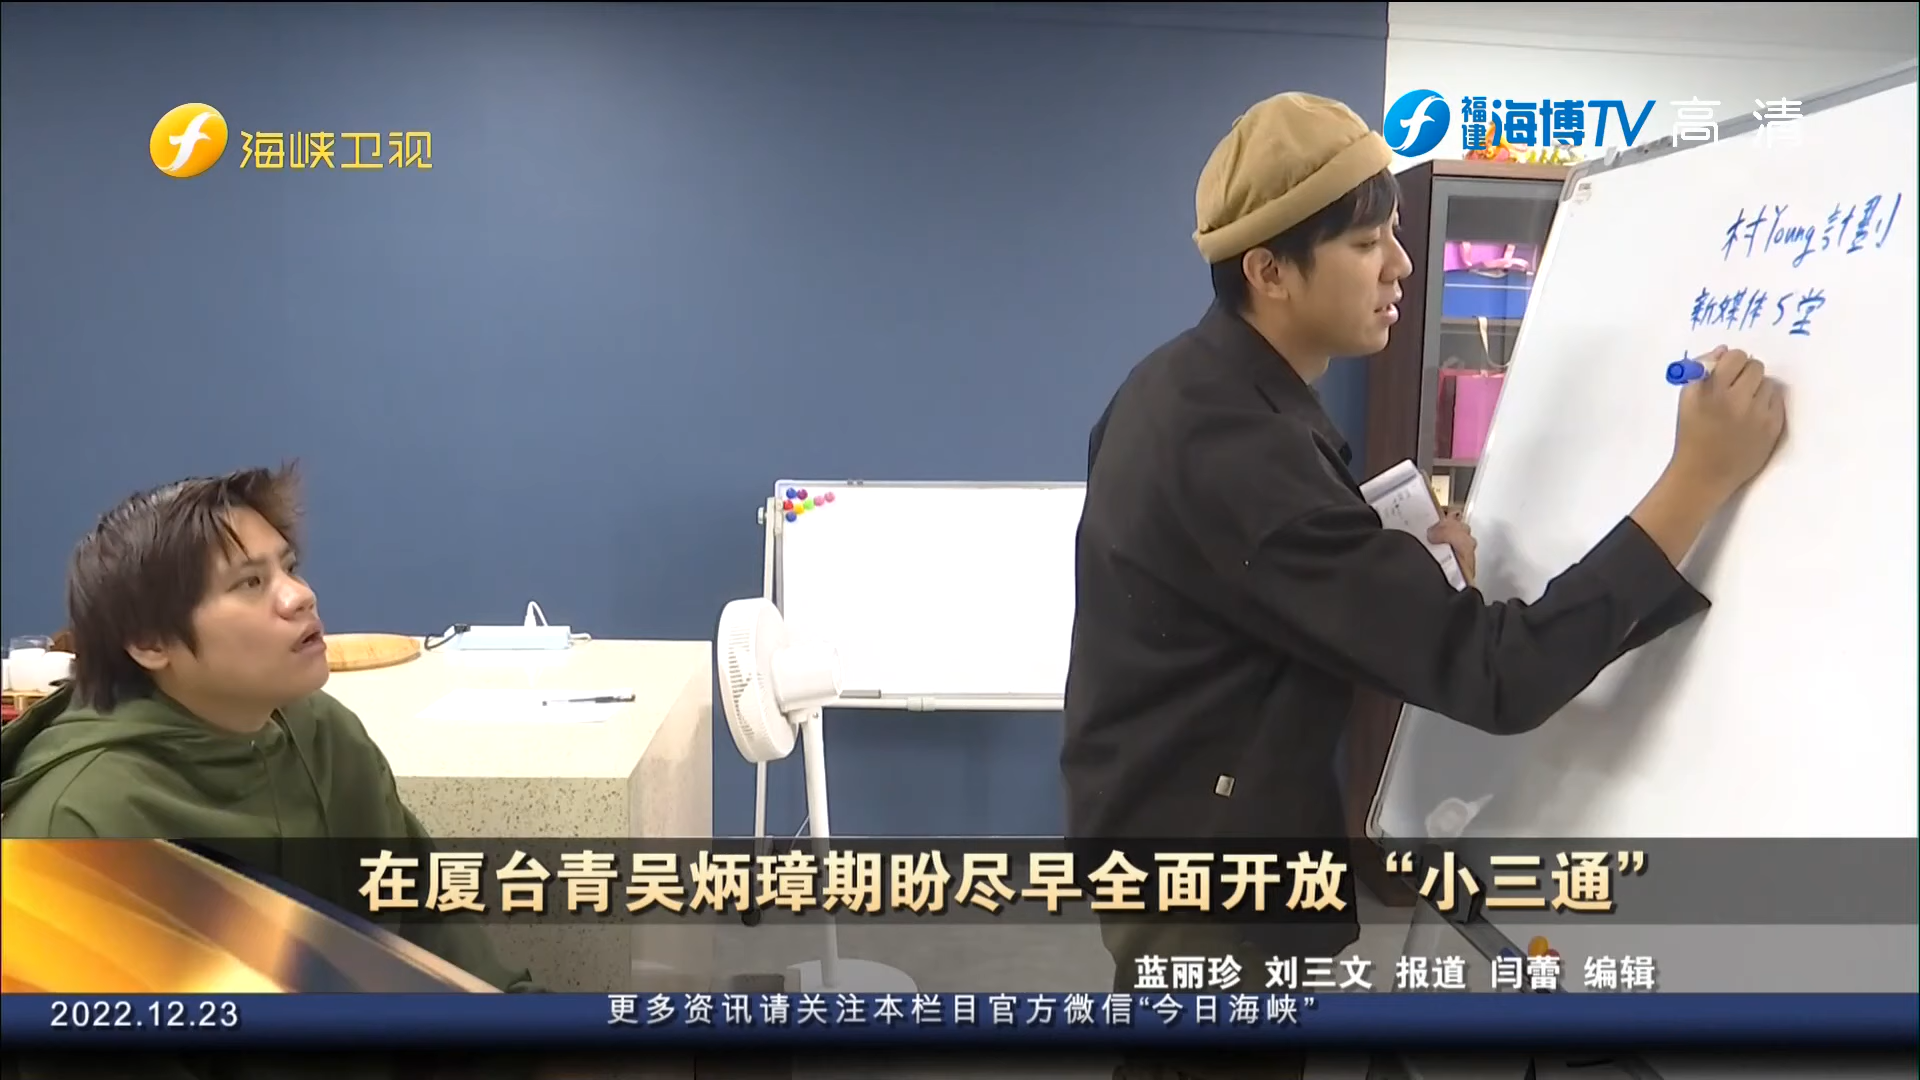 海峡卫视
福建 海博TV 高清
村Young計劃
新媒体5堂
在厦台青吴炳璋期盼尽早全面开放“小三通”
蓝丽珍 刘三文 报道 闫蕾 编辑
2022.12.23
更多资讯请关注本栏目官方微信“今日海峡”